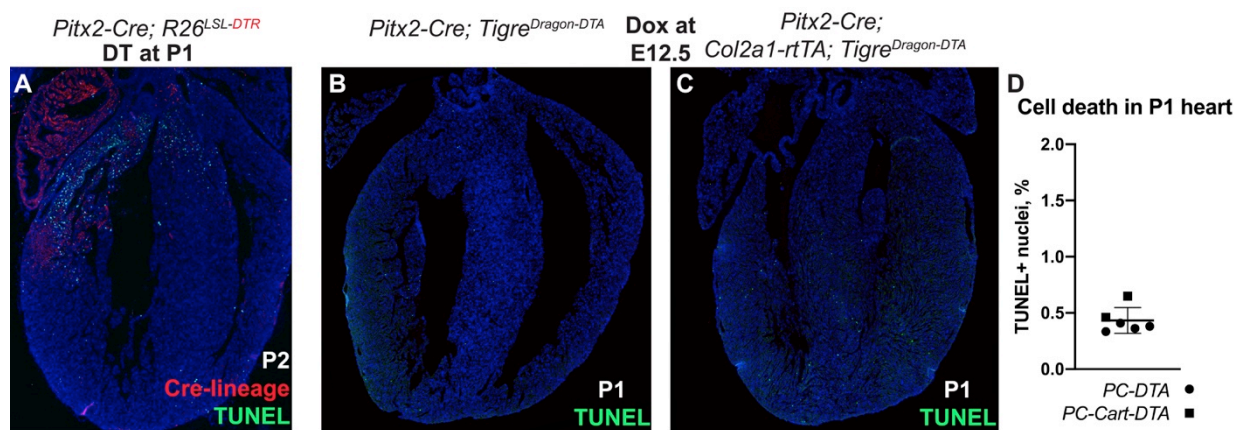 Pitx2-Cre; R26LSL-DTR
DT at P1
Pitx2-Cre; TigreDragon-DTA
Dox at
E12.5
Pitx2-Cre;
Col2a1-rtTA; TigreDragon-DTA
A
P2
Cre-lineage
TUNEL
B
P1
TUNEL
C
P1
TUNEL
D
Cell death in P1 heart
TUNEL+ nuclei, %
2.0
1.5
1.0
0.5
0.0
PC-DTA
PC-Cart-DTA